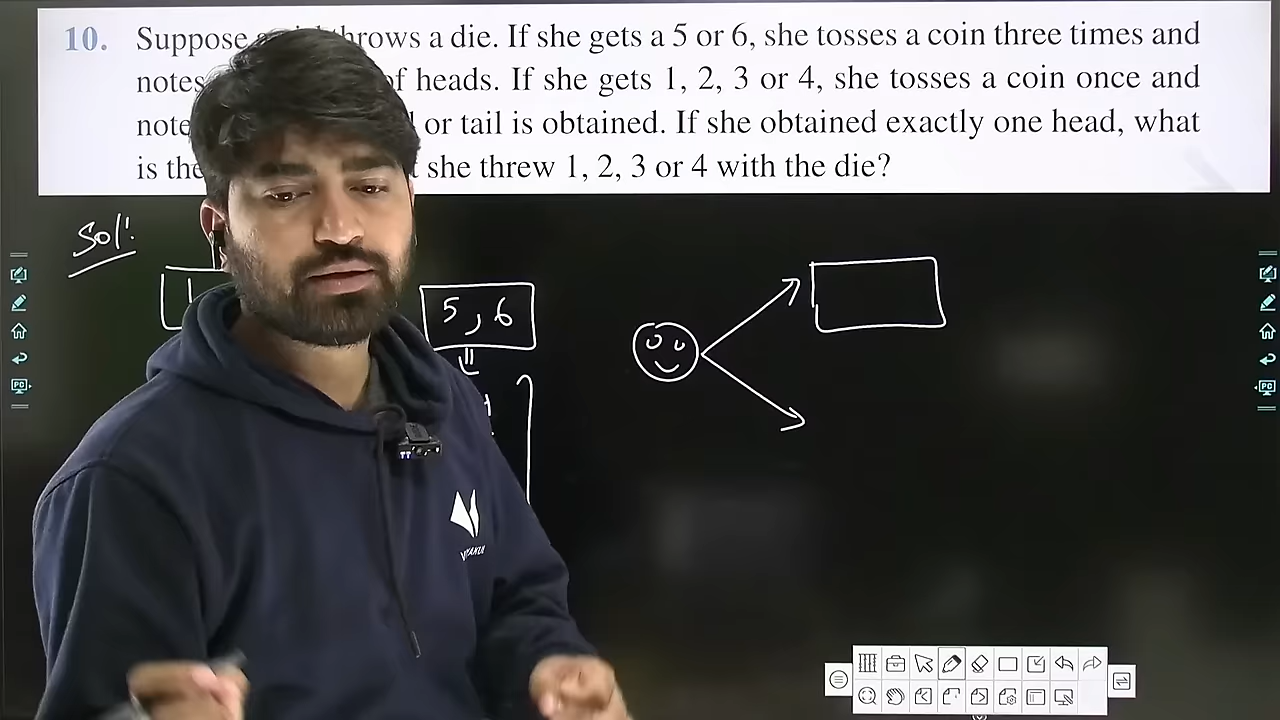 10. Suppose throws a die. If she gets a 5 or 6, she tosses a coin three times and
notes of heads. If she gets 1, 2, 3 or 4, she tosses a coin once and
note or tail is obtained. If she obtained exactly one head, what
is the she threw 1, 2, 3 or 4 with the die?
Sol:
1
5, 6